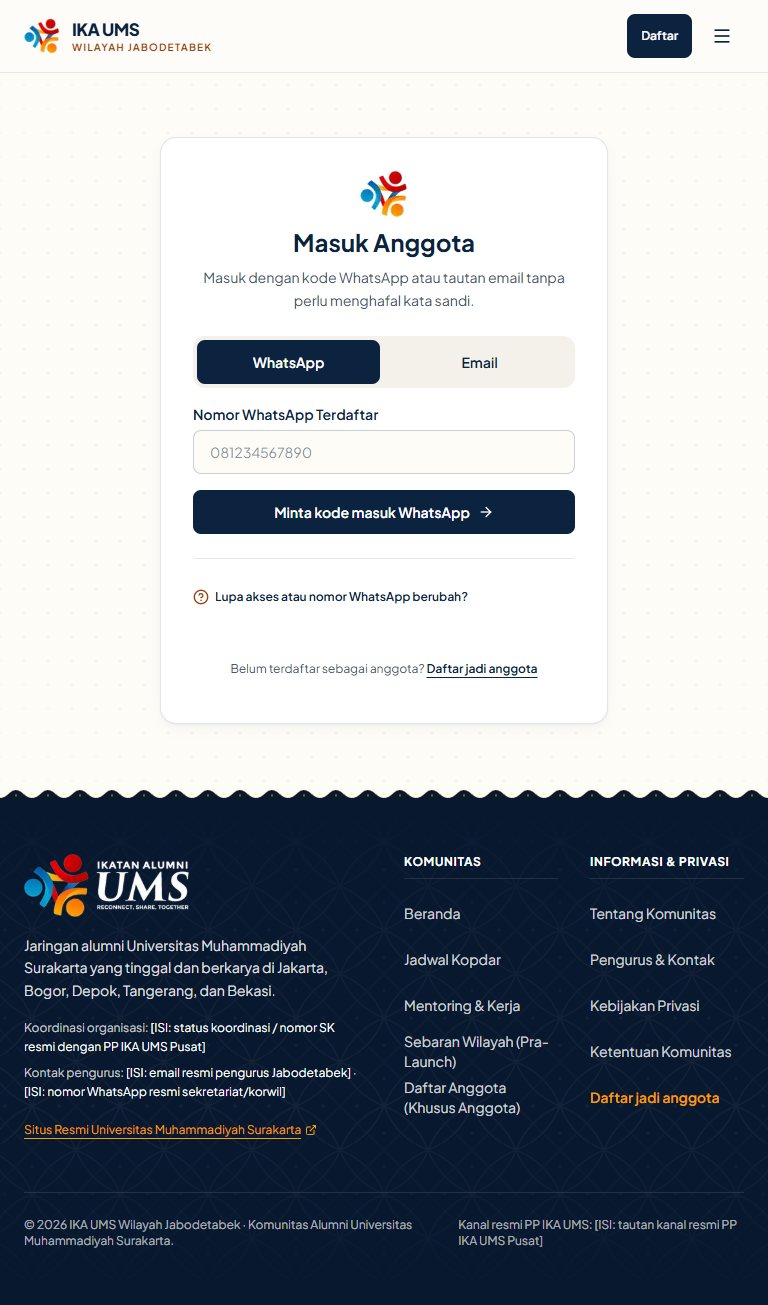 IKA UMS
WILAYAH JABODETABEK
Daftar
Masuk Anggota
Masuk dengan kode WhatsApp atau tautan email tanpa
perlu menghafal kata sandi.
WhatsApp
Email
Nomor WhatsApp Terdaftar
081234567890
Minta kode masuk WhatsApp
Lupa akses atau nomor WhatsApp berubah?
Belum terdaftar sebagai anggota? Daftar jadi anggota
IKATAN ALUMNI
UMS
RECONNECT, SHARE, TOGETHER
Jaringan alumni Universitas Muhammadiyah
Surakarta yang tinggal dan berkarya di Jakarta,
Bogor, Depok, Tangerang, dan Bekasi.
Koordinasi organisasi: [ISI: status koordinasi / nomor SK
resmi dengan PP IKA UMS Pusat]
Kontak pengurus: [ISI: email resmi pengurus Jabodetabek] ·
[ISI: nomor WhatsApp resmi sekretariat/korwil]
Situs Resmi Universitas Muhammadiyah Surakarta
KOMUNITAS
Beranda
Jadwal Kopdar
Mentoring & Kerja
Sebaran Wilayah (Pra-
Launch)
Daftar Anggota
(Khusus Anggota)
INFORMASI & PRIVASI
Tentang Komunitas
Pengurus & Kontak
Kebijakan Privasi
Ketentuan Komunitas
Daftar jadi anggota
© 2026 IKA UMS Wilayah Jabodetabek · Komunitas Alumni Universitas
Muhammadiyah Surakarta.
Kanal resmi PP IKA UMS: [ISI: tautan kanal resmi PP
IKA UMS Pusat]